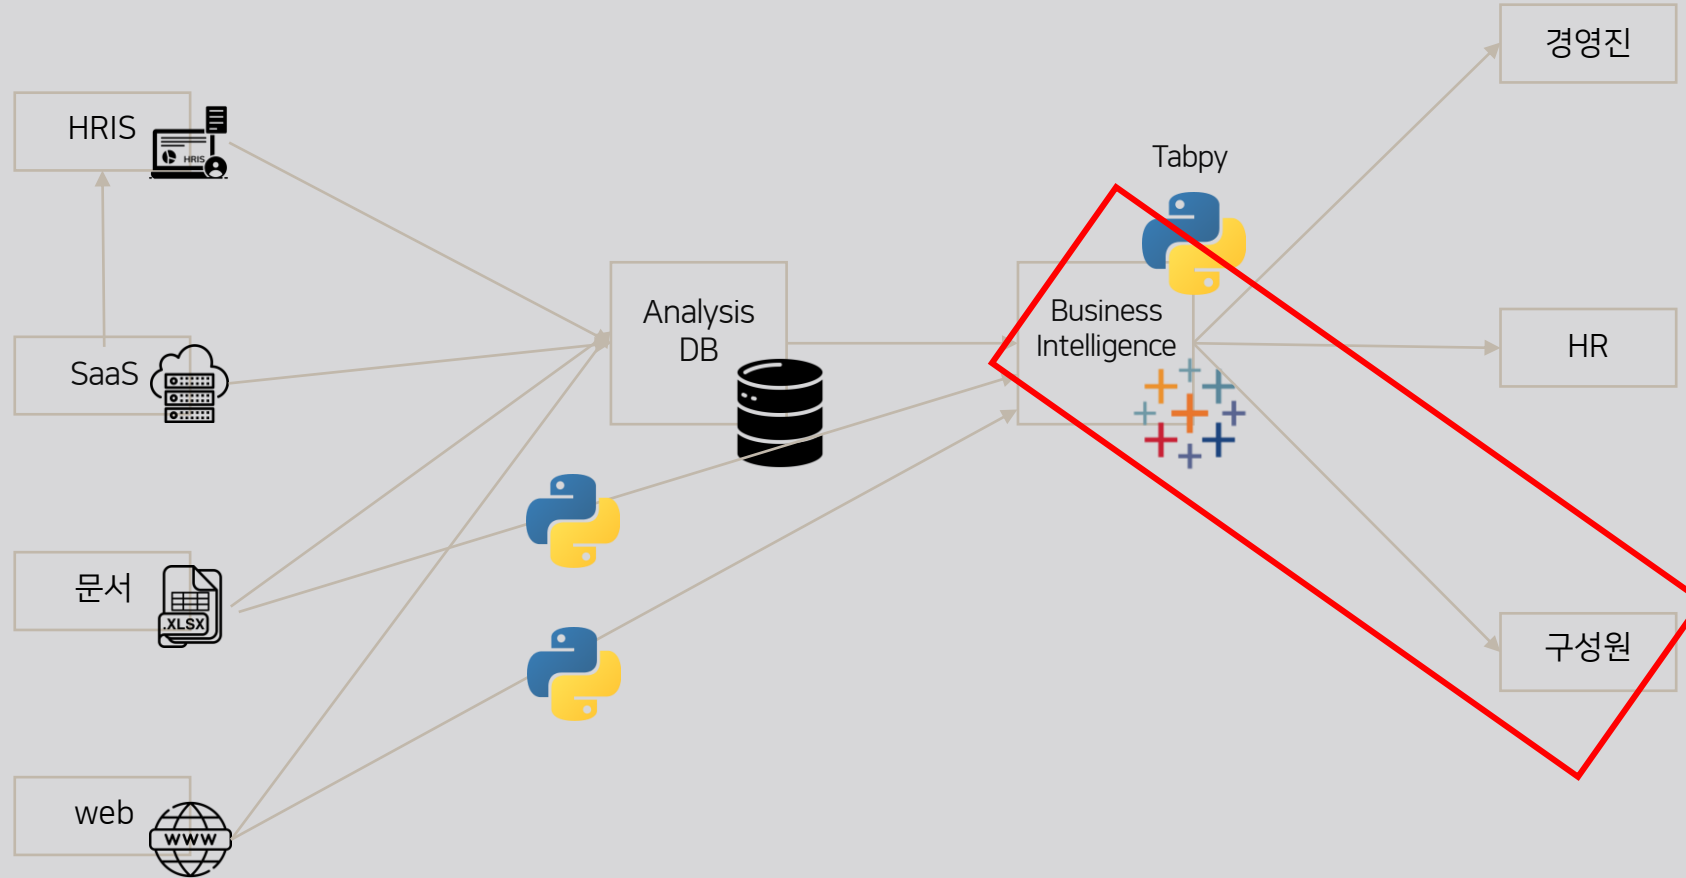 HRIS
HRIS
SaaS
문서
.XLSX
web
WWW
Analysis
DB
Tabpy
Business
Intelligence
경영진
HR
구성원